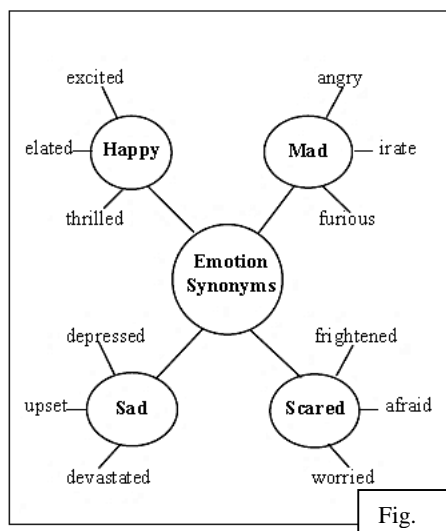 excited
elated
Happy
thrilled
angry
Mad
irate
furious
Emotion
Synonyms
depressed
upset
Sad
devastated
frightened
Scared
afraid
worried
Fig.